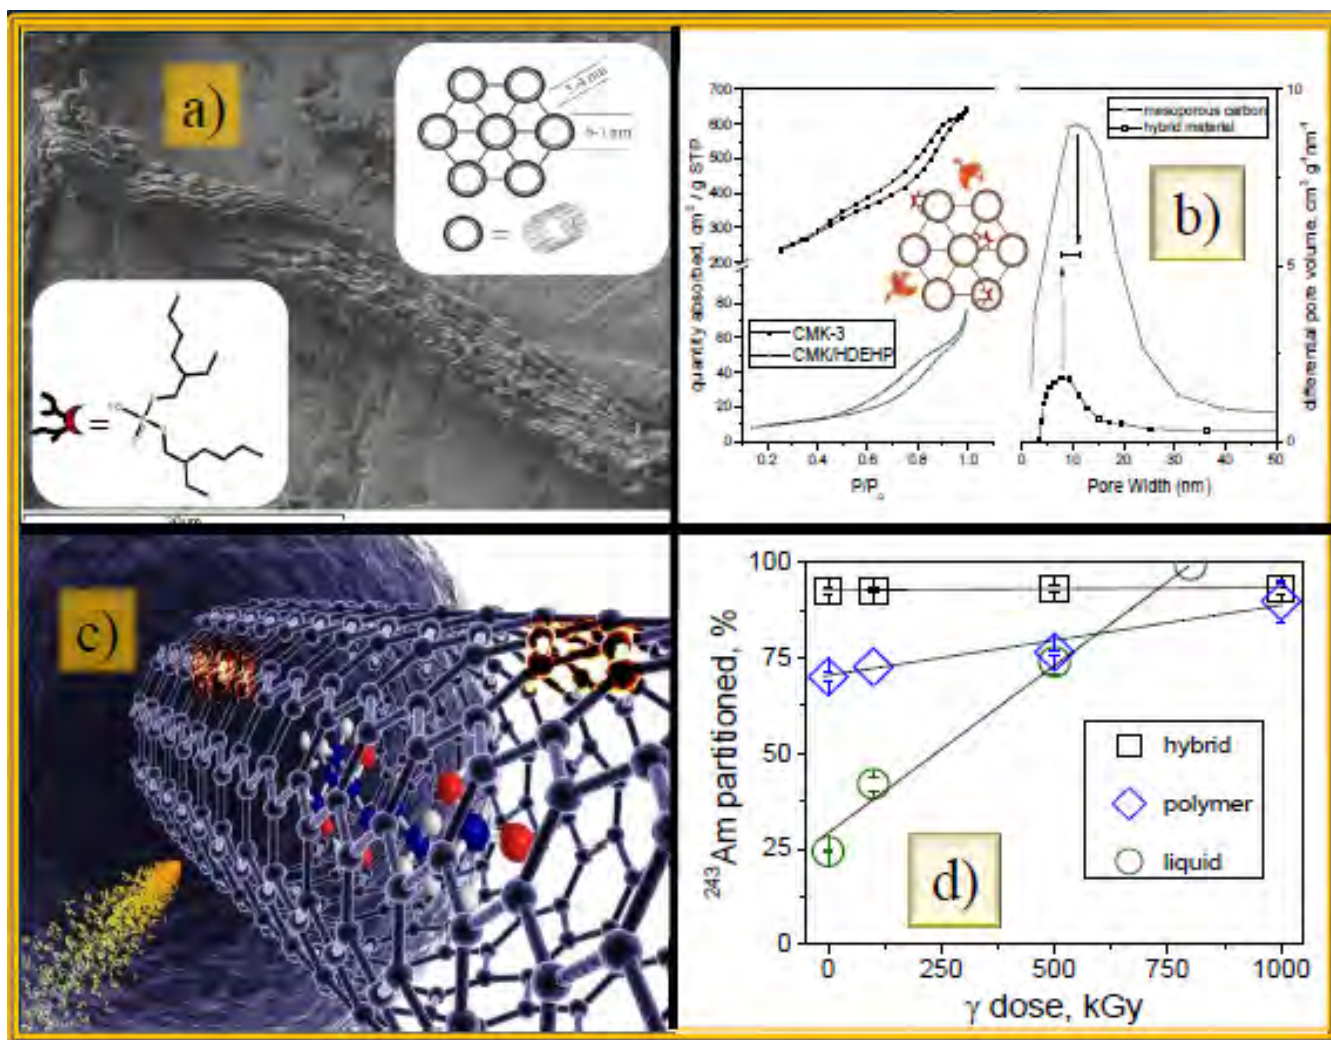 a)
=
=
b)
700
600
500
400
300
200
80
60
40
20
0
quantity absorbed, cm³ / g STP
CMK-3
CMK/HDEHP
0.2 0.4 0.6 0.8 1.0
P/P₀
mesoporous carbon
hybrid material
10
5
0
differential pore volume, cm³ g⁻¹nm⁻¹
0 10 20 30 40 50
Pore Width (nm)
c)
d)
100
75
50
25
0
²⁴³Am partitioned, %
hybrid
polymer
liquid
0 250 500 750 1000
γ dose, kGy